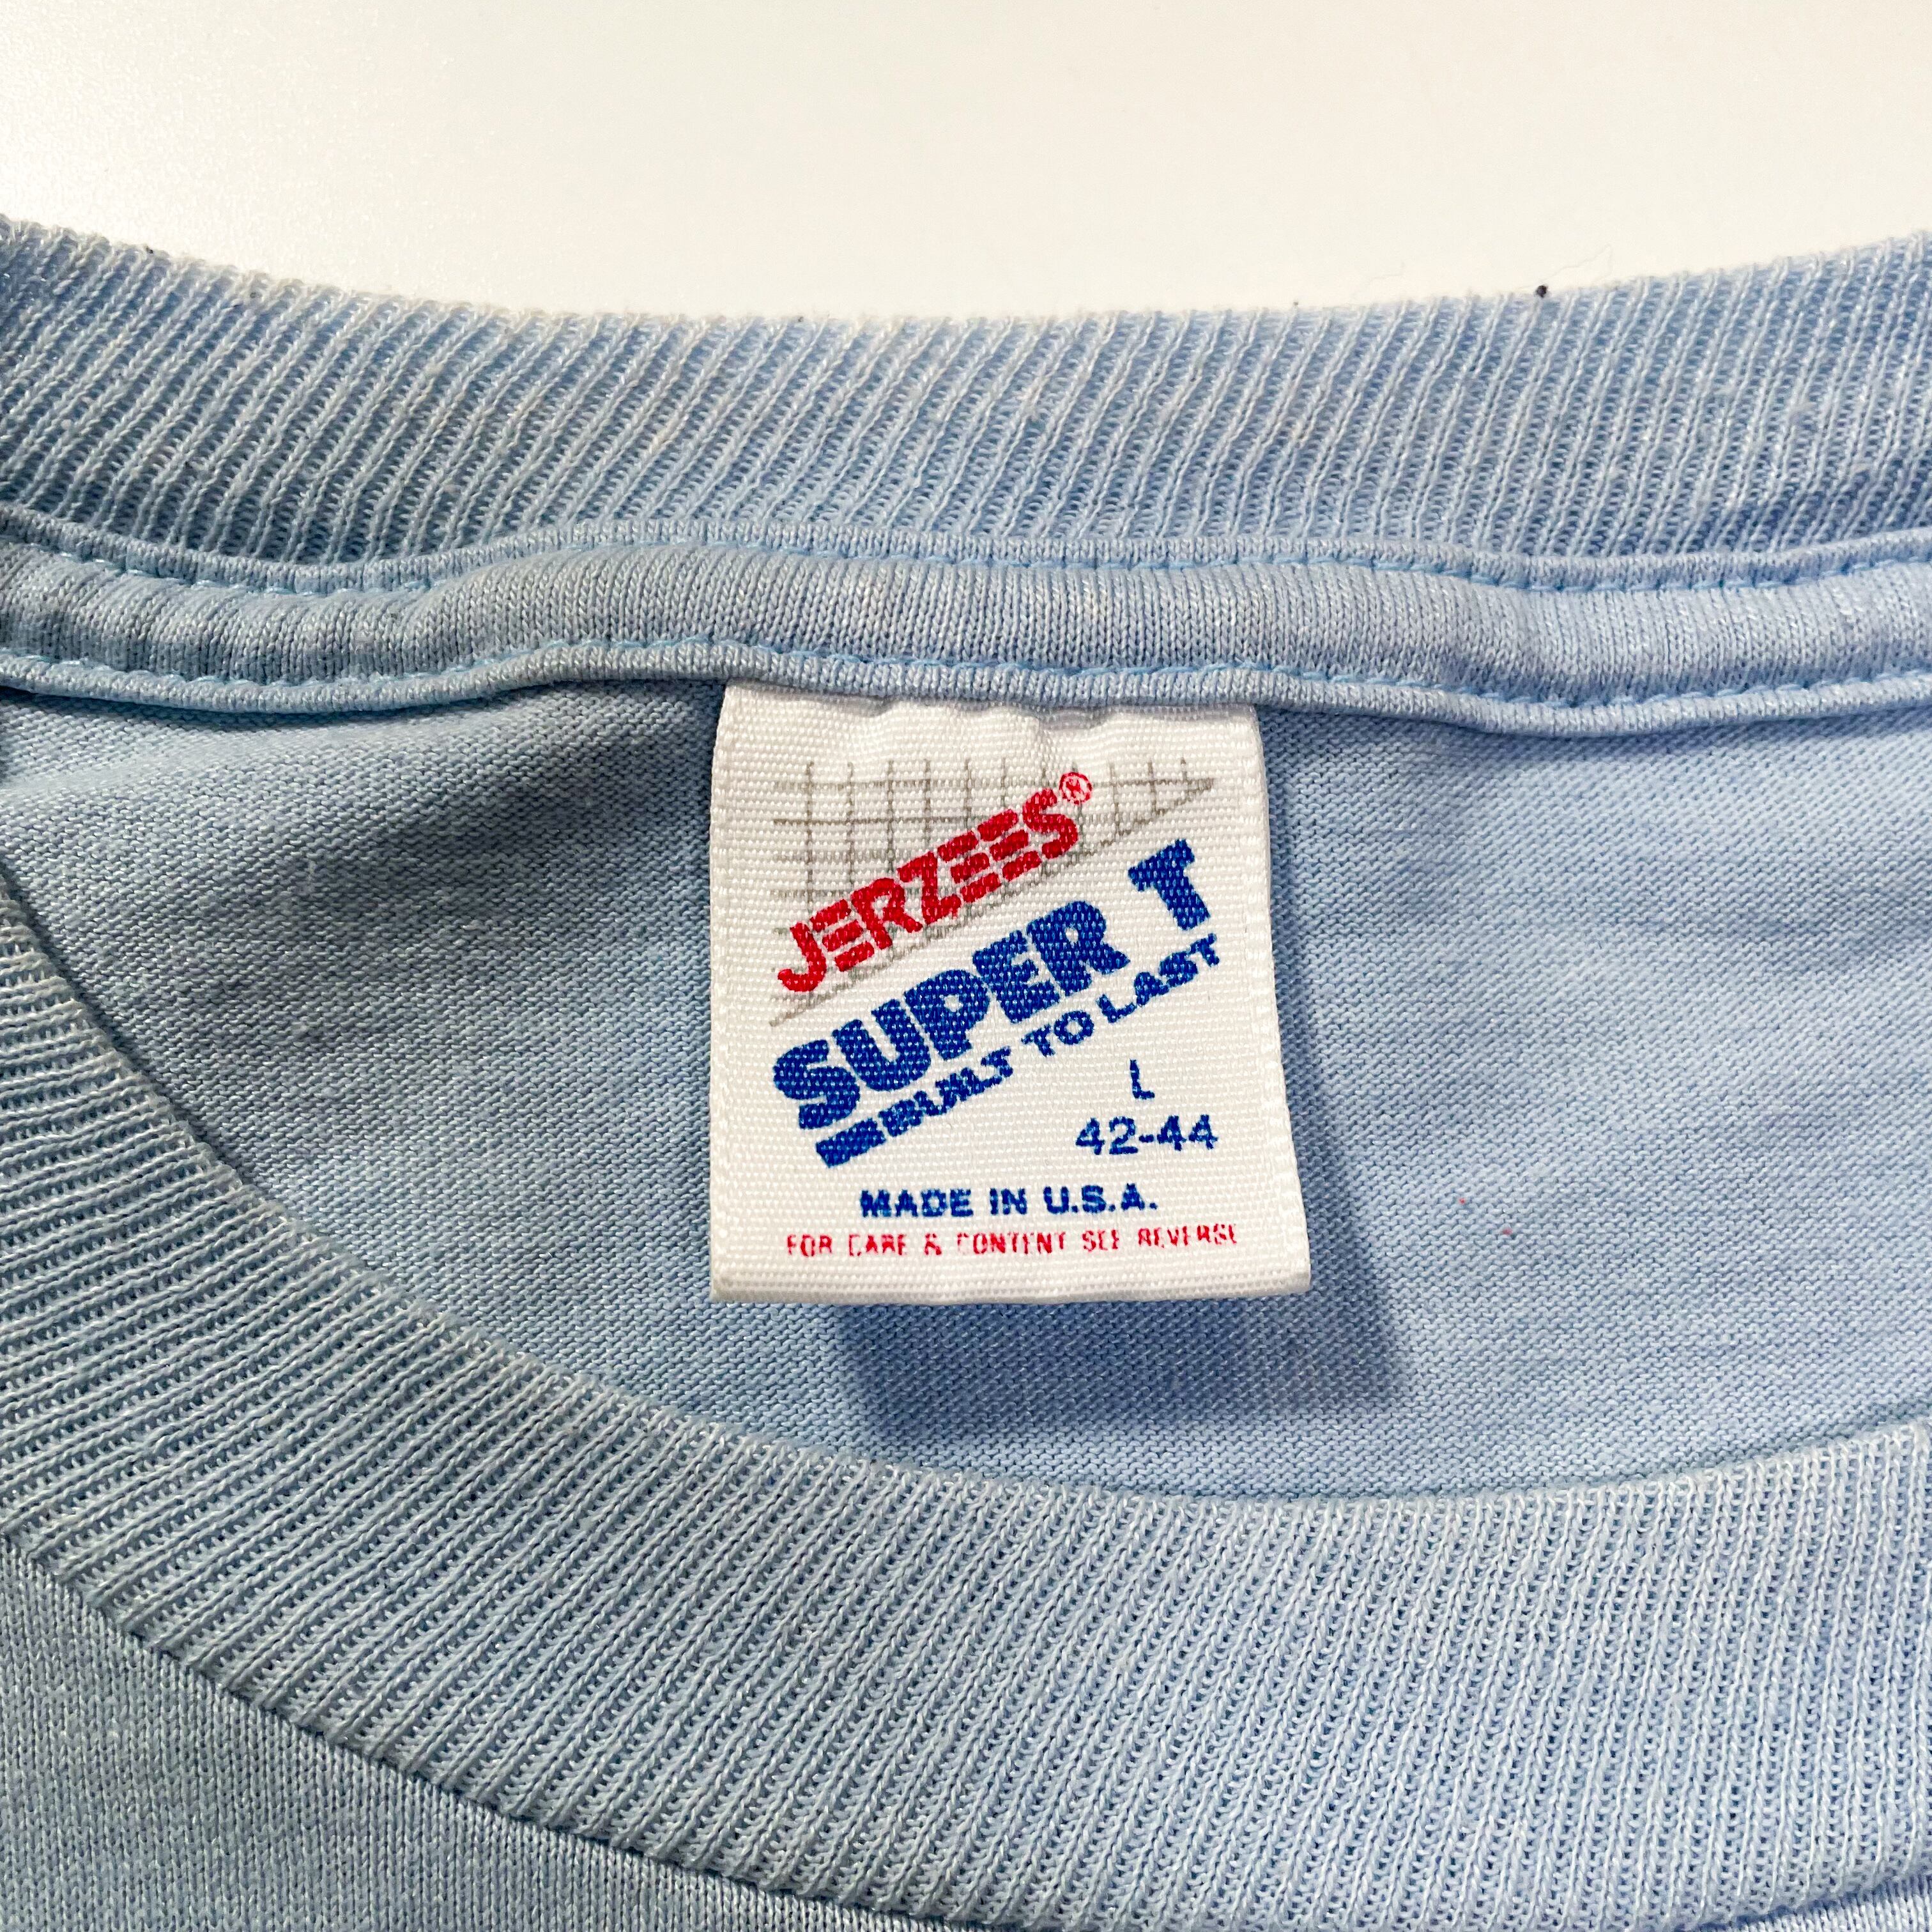 JERZEES®
SUPER T
BUILT TO LAST
L
42-44
MADE IN U.S.A.
FOR CARE & CONTENT SEE REVERSE